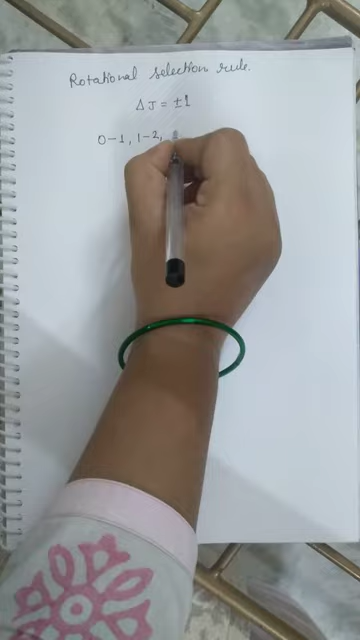 Rotational selection rule.
ΔJ = ±1
0-1, 1-2,